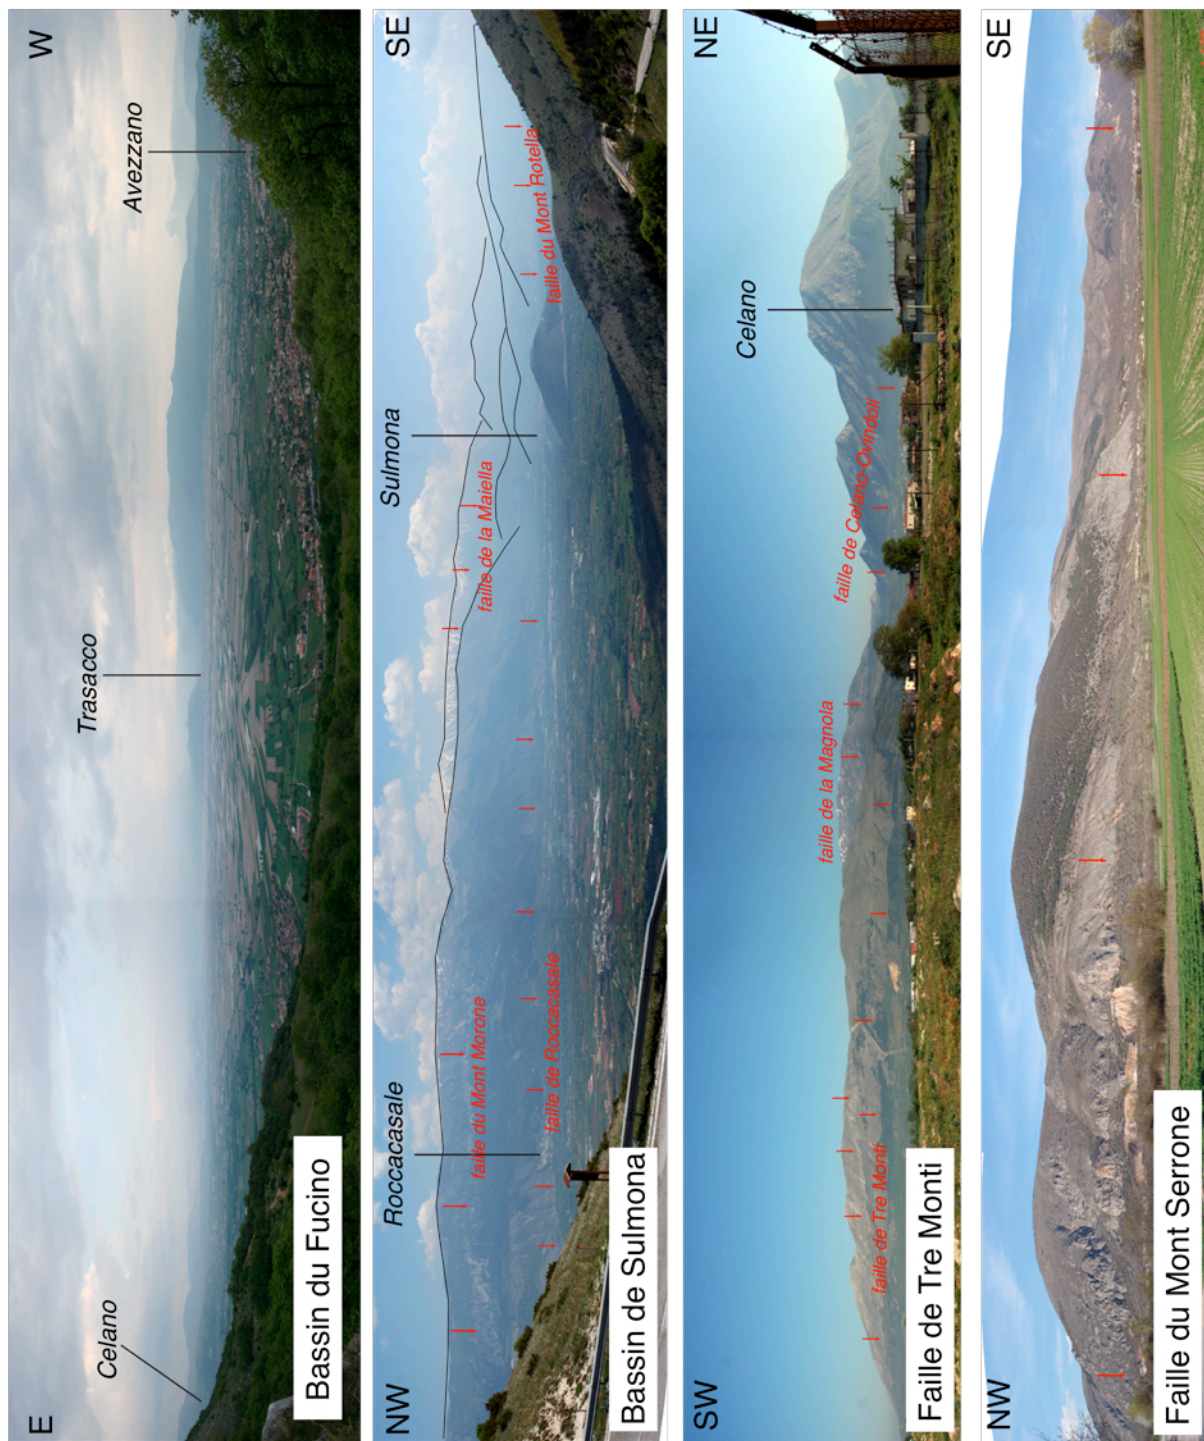 E
W
Celano
Trasacco
Avezzano
Bassin du Fucino
NW
SE
Roccacasale
Sulmona
faille du Mont Morone
faille de la Maiella
faille du Mont Rotella
faille de Roccacasale
Bassin de Sulmona
SW
NE
Celano
faille de Tre Monti
faille de la Magnola
faille de Celano-Ovindoli
Faille de Tre Monti
NW
SE
Faille du Mont Serrone